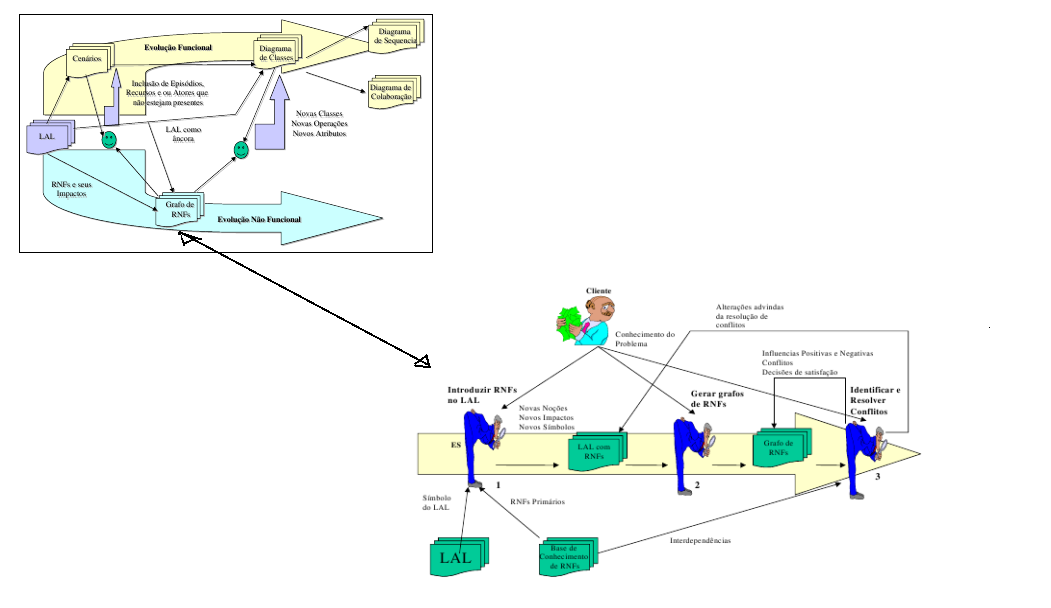 Evolução Funcional
Cenários
Diagrama
de Classes
Diagrama
de Sequencia
Diagrama de
Colaboração
Inclusão de Episódios,
Recursos e ou Atores que
não estejam presentes
Novas Classes
Novas Operações
Novos Atributos
LAL
LAL como
âncora
RNFs e seus
Impactos
Grafo de
RNFs
Evolução Não Funcional
Cliente
Conhecimento do
Problema
Alterações advindas
da resolução de
conflitos
Influencias Positivas e Negativas
Conflitos
Decisões de satisfação
Introduzir RNFs
no LAL
Novas Noções
Novos Impactos
Novos Símbolos
Gerar grafos
de RNFs
Identificar e
Resolver
Conflitos
ES
LAL com
RNFs
Grafo de
RNFs
1
2
3
Símbolo
do LAL
RNFs Primários
LAL
Base de
Conhecimento
de RNFs
Interdependências